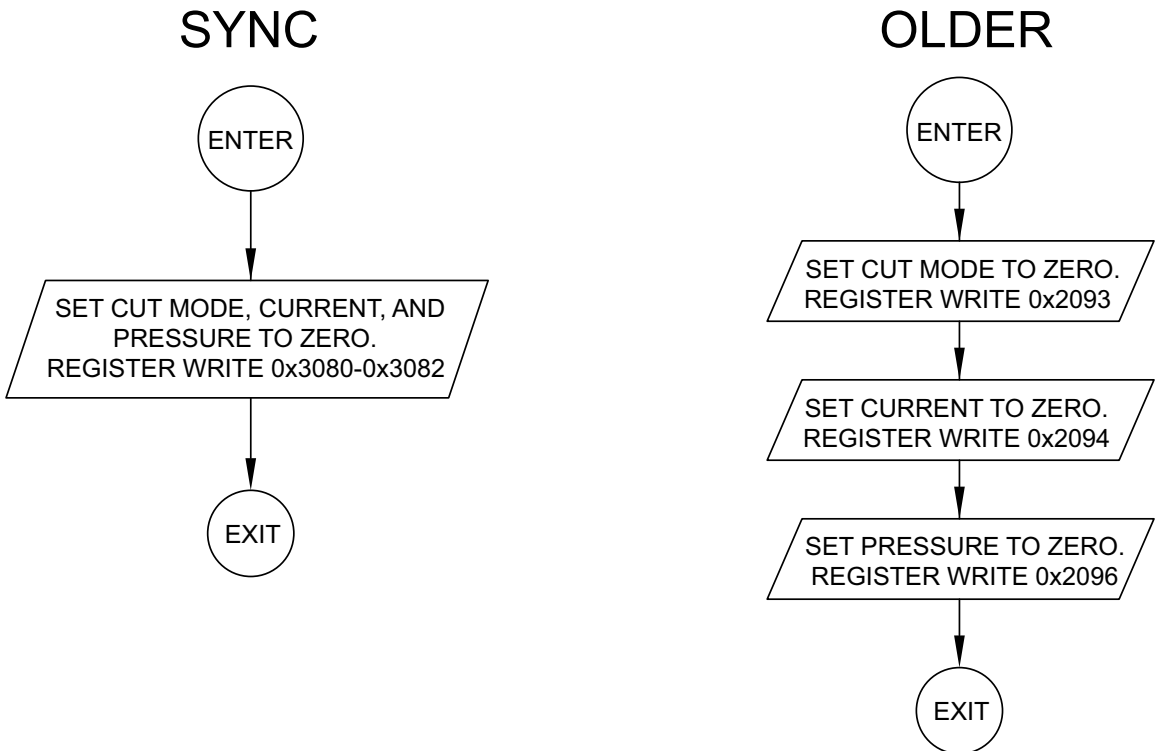 SYNC
ENTER
SET CUT MODE, CURRENT, AND
PRESSURE TO ZERO.
REGISTER WRITE 0x3080-0x3082
EXIT
OLDER
ENTER
SET CUT MODE TO ZERO.
REGISTER WRITE 0x2093
SET CURRENT TO ZERO.
REGISTER WRITE 0x2094
SET PRESSURE TO ZERO.
REGISTER WRITE 0x2096
EXIT